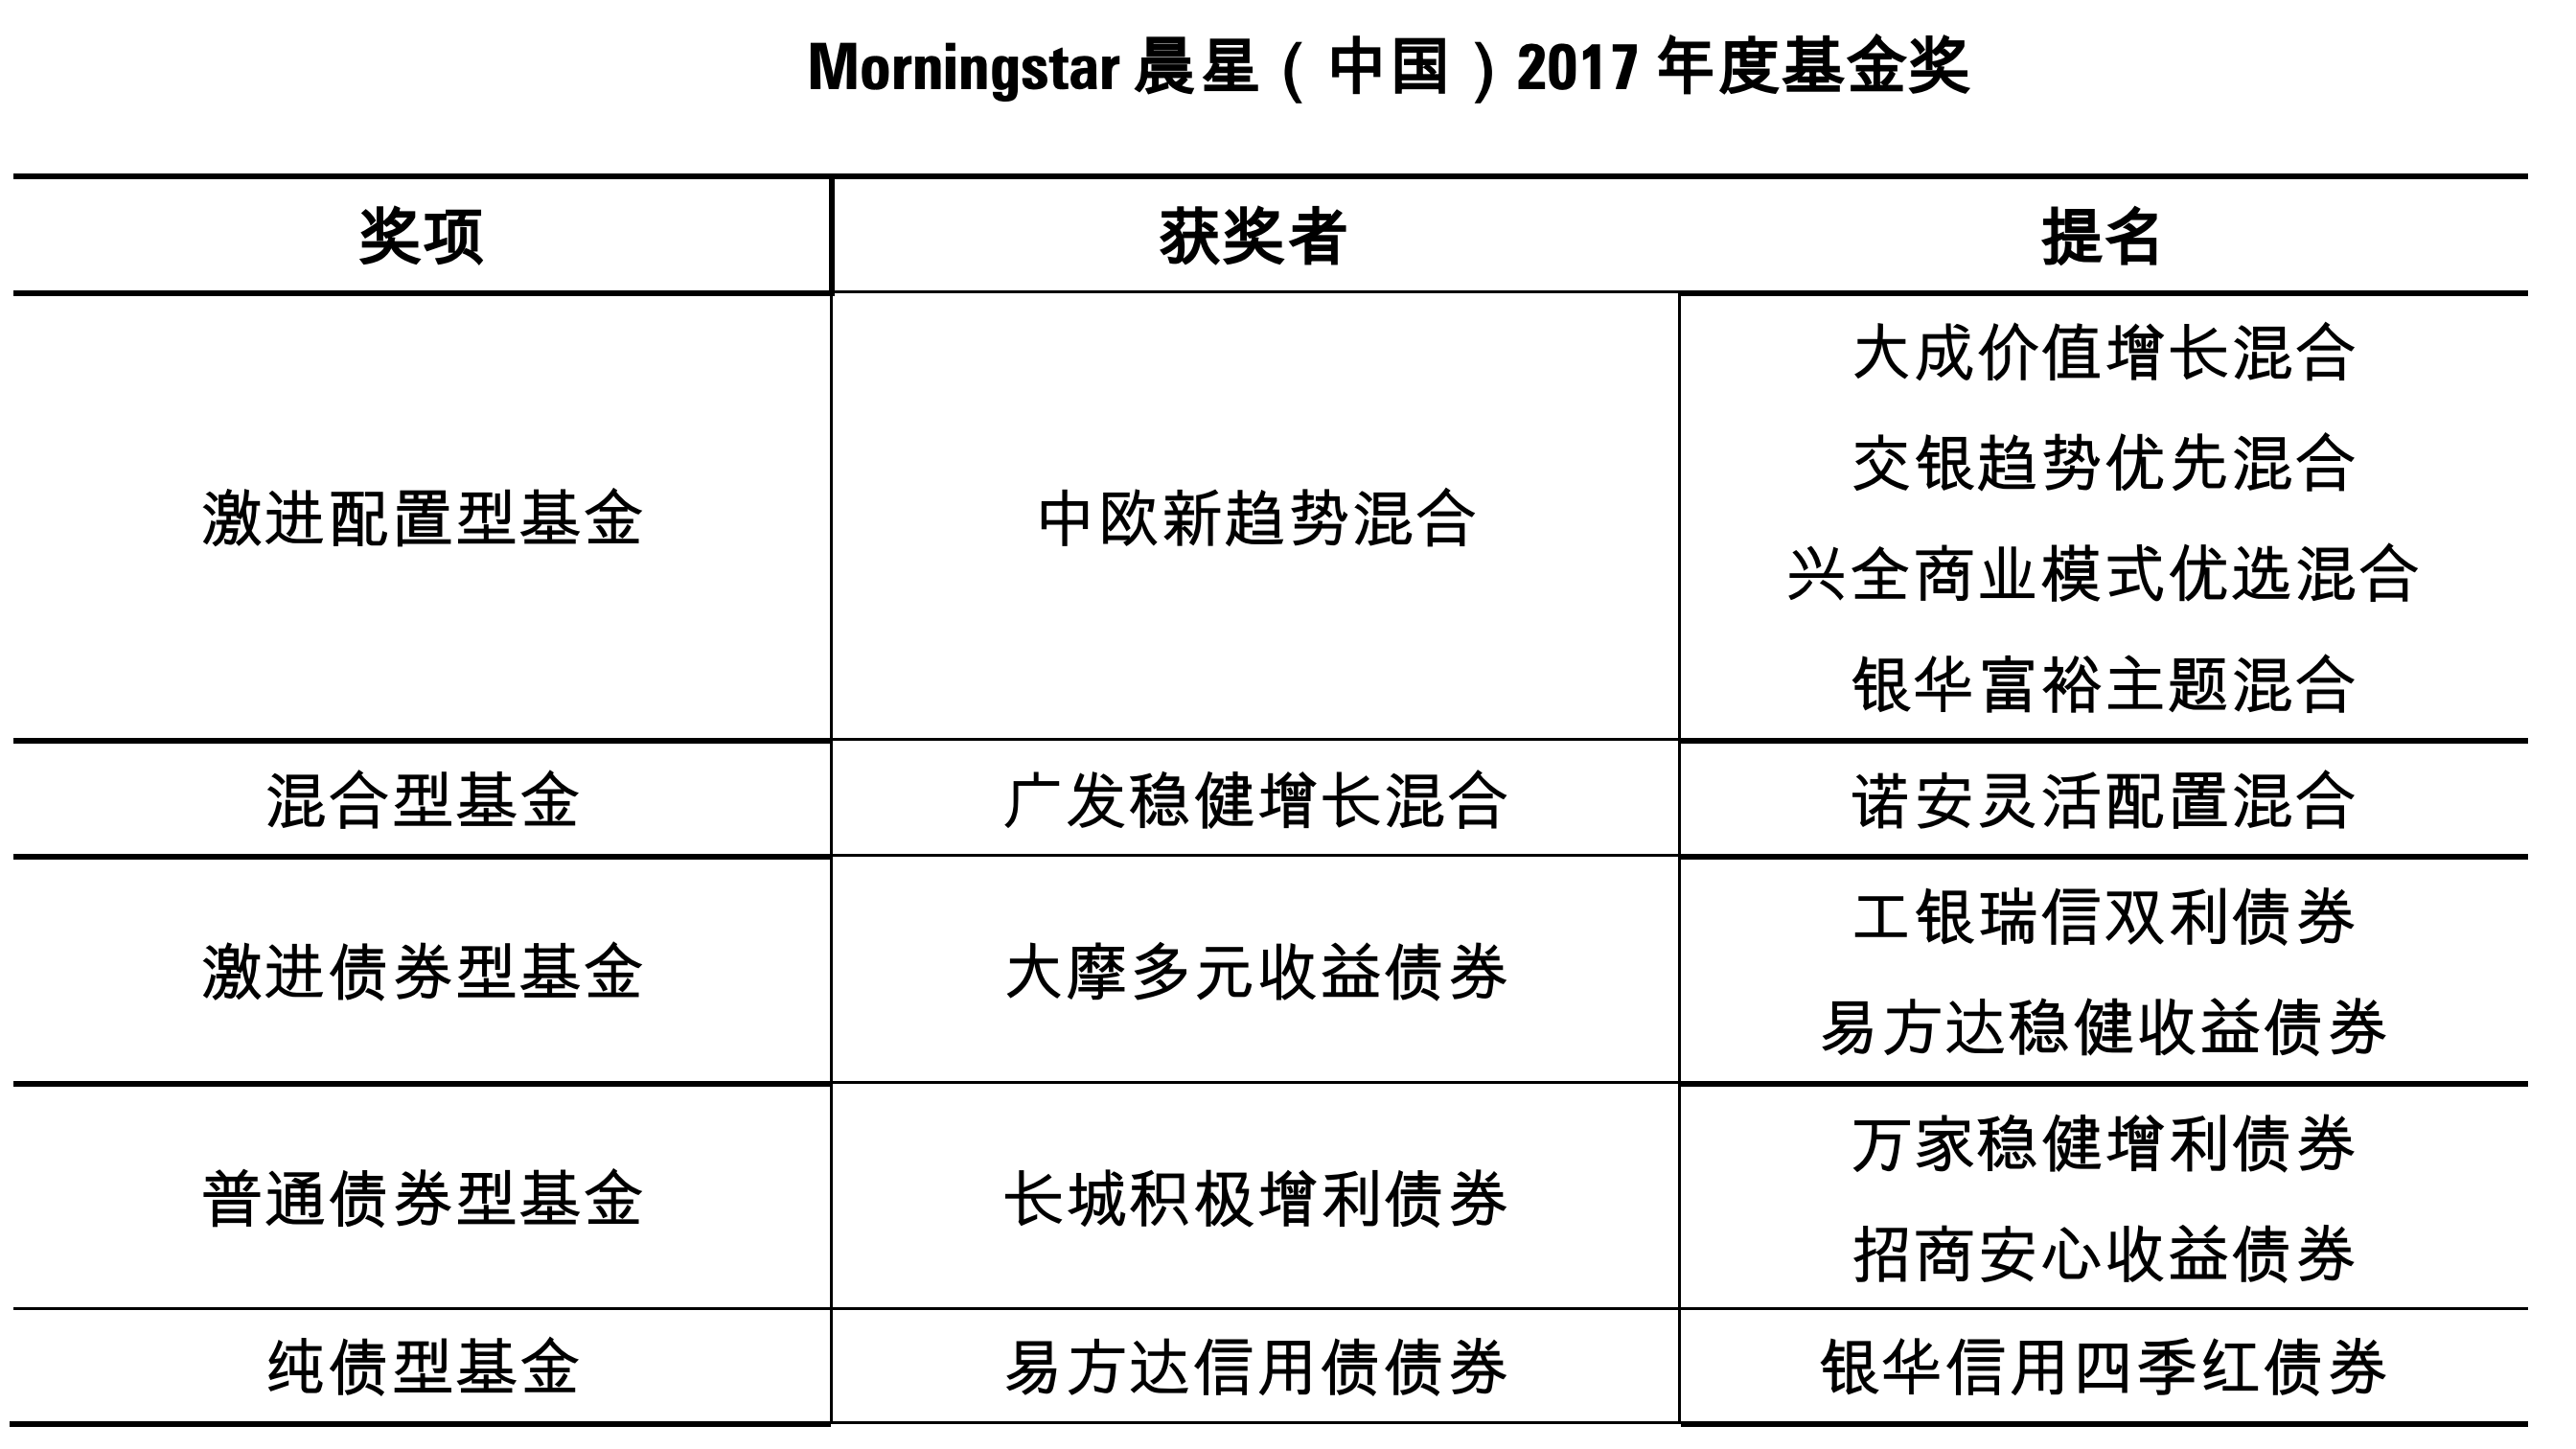 Morningstar 晨星（中国）2017 年度基金奖
奖项 获奖者 提名
激进配置型基金 中欧新趋势混合 大成价值增长混合
交银趋势优先混合
兴全商业模式优选混合
银华富裕主题混合
混合型基金 广发稳健增长混合 诺安灵活配置混合
激进债券型基金 大摩多元收益债券 工银瑞信双利债券
易方达稳健收益债券
普通债券型基金 长城积极增利债券 万家稳健增利债券
招商安心收益债券
纯债型基金 易方达信用债债券 银华信用四季红债券